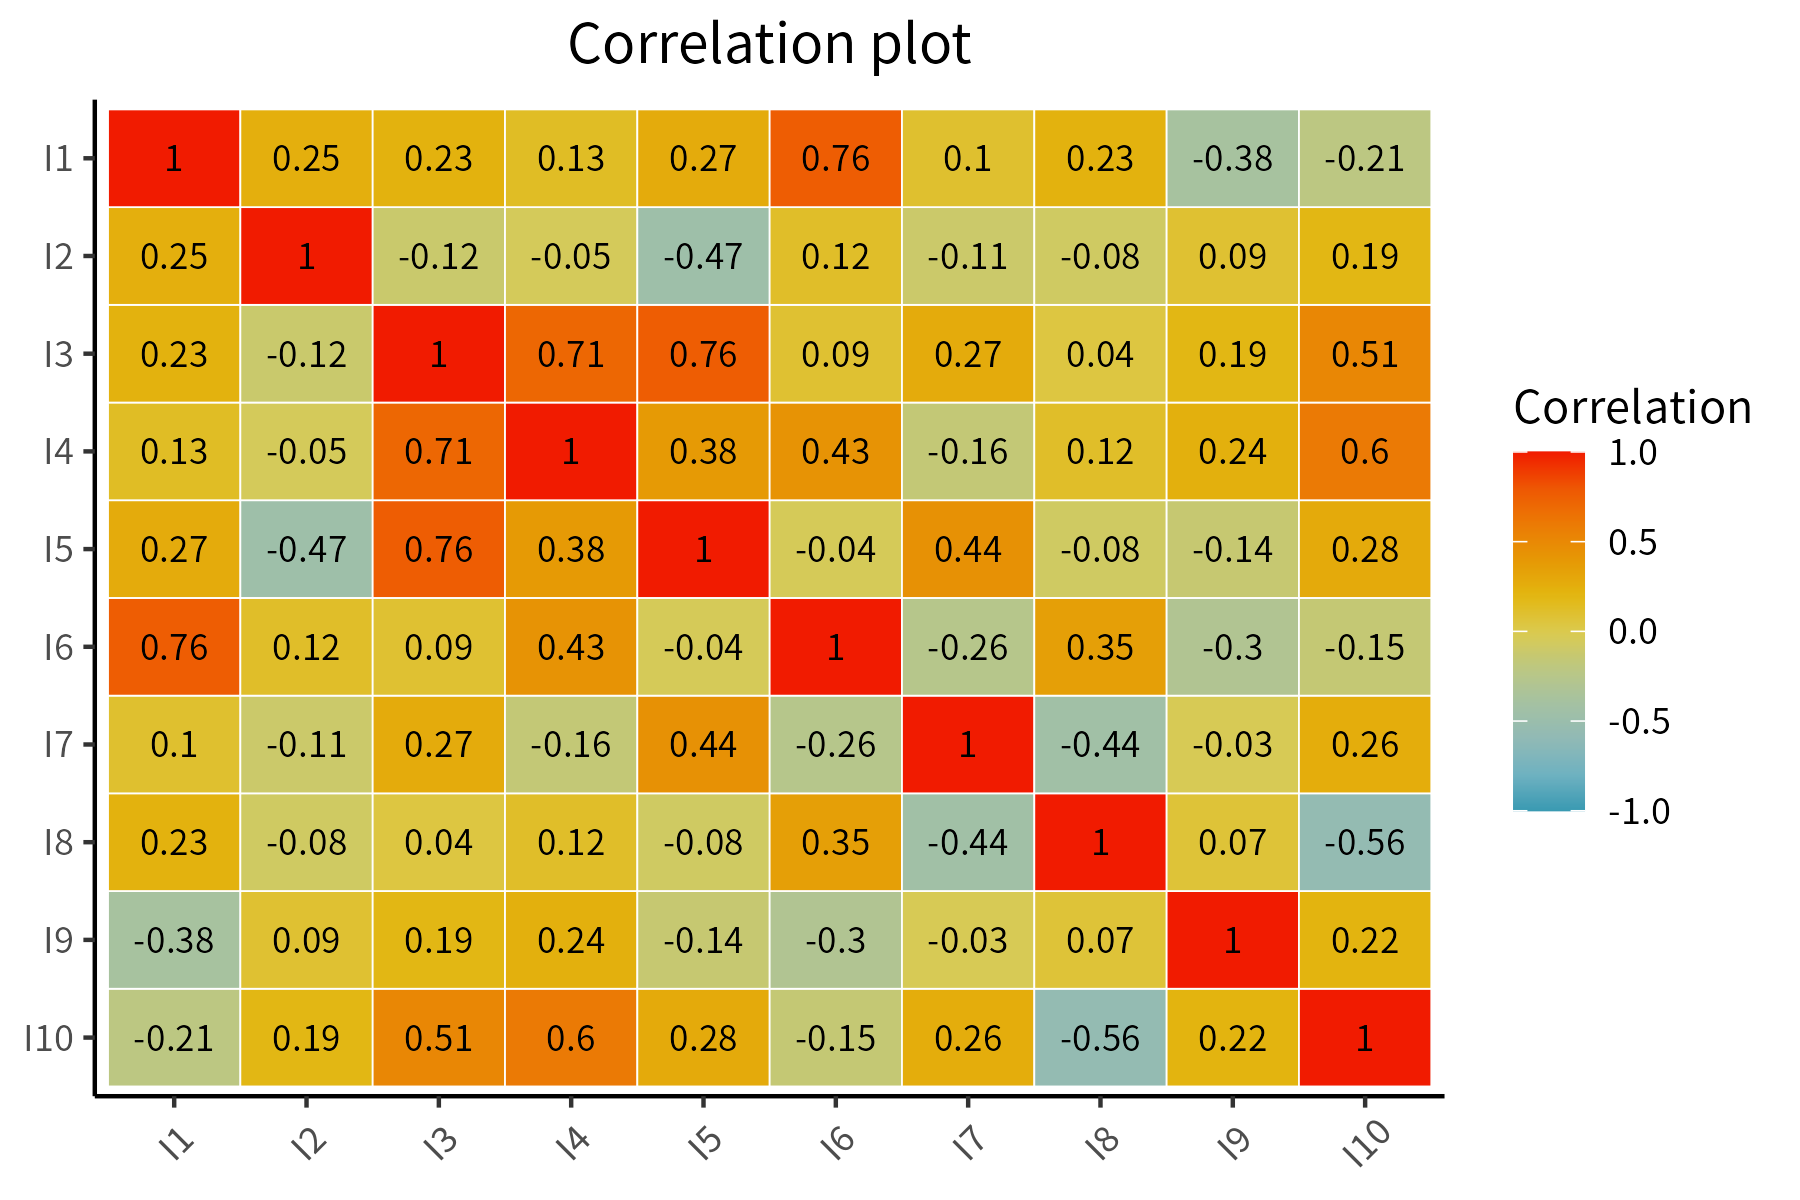 Correlation plot
I1 1 0.25 0.23 0.13 0.27 0.76 0.1 0.23 -0.38 -0.21
I2 0.25 1 -0.12 -0.05 -0.47 0.12 -0.11 -0.08 0.09 0.19
I3 0.23 -0.12 1 0.71 0.76 0.09 0.27 0.04 0.19 0.51
I4 0.13 -0.05 0.71 1 0.38 0.43 -0.16 0.12 0.24 0.6
I5 0.27 -0.47 0.76 0.38 1 -0.04 0.44 -0.08 -0.14 0.28
I6 0.76 0.12 0.09 0.43 -0.04 1 -0.26 0.35 -0.3 -0.15
I7 0.1 -0.11 0.27 -0.16 0.44 -0.26 1 -0.44 -0.03 0.26
I8 0.23 -0.08 0.04 0.12 -0.08 0.35 -0.44 1 0.07 -0.56
I9 -0.38 0.09 0.19 0.24 -0.14 -0.3 -0.03 0.07 1 0.22
I10 -0.21 0.19 0.51 0.6 0.28 -0.15 0.26 -0.56 0.22 1
I1 I2 I3 I4 I5 I6 I7 I8 I9 I10
Correlation
1.0
0.5
0.0
-0.5
-1.0